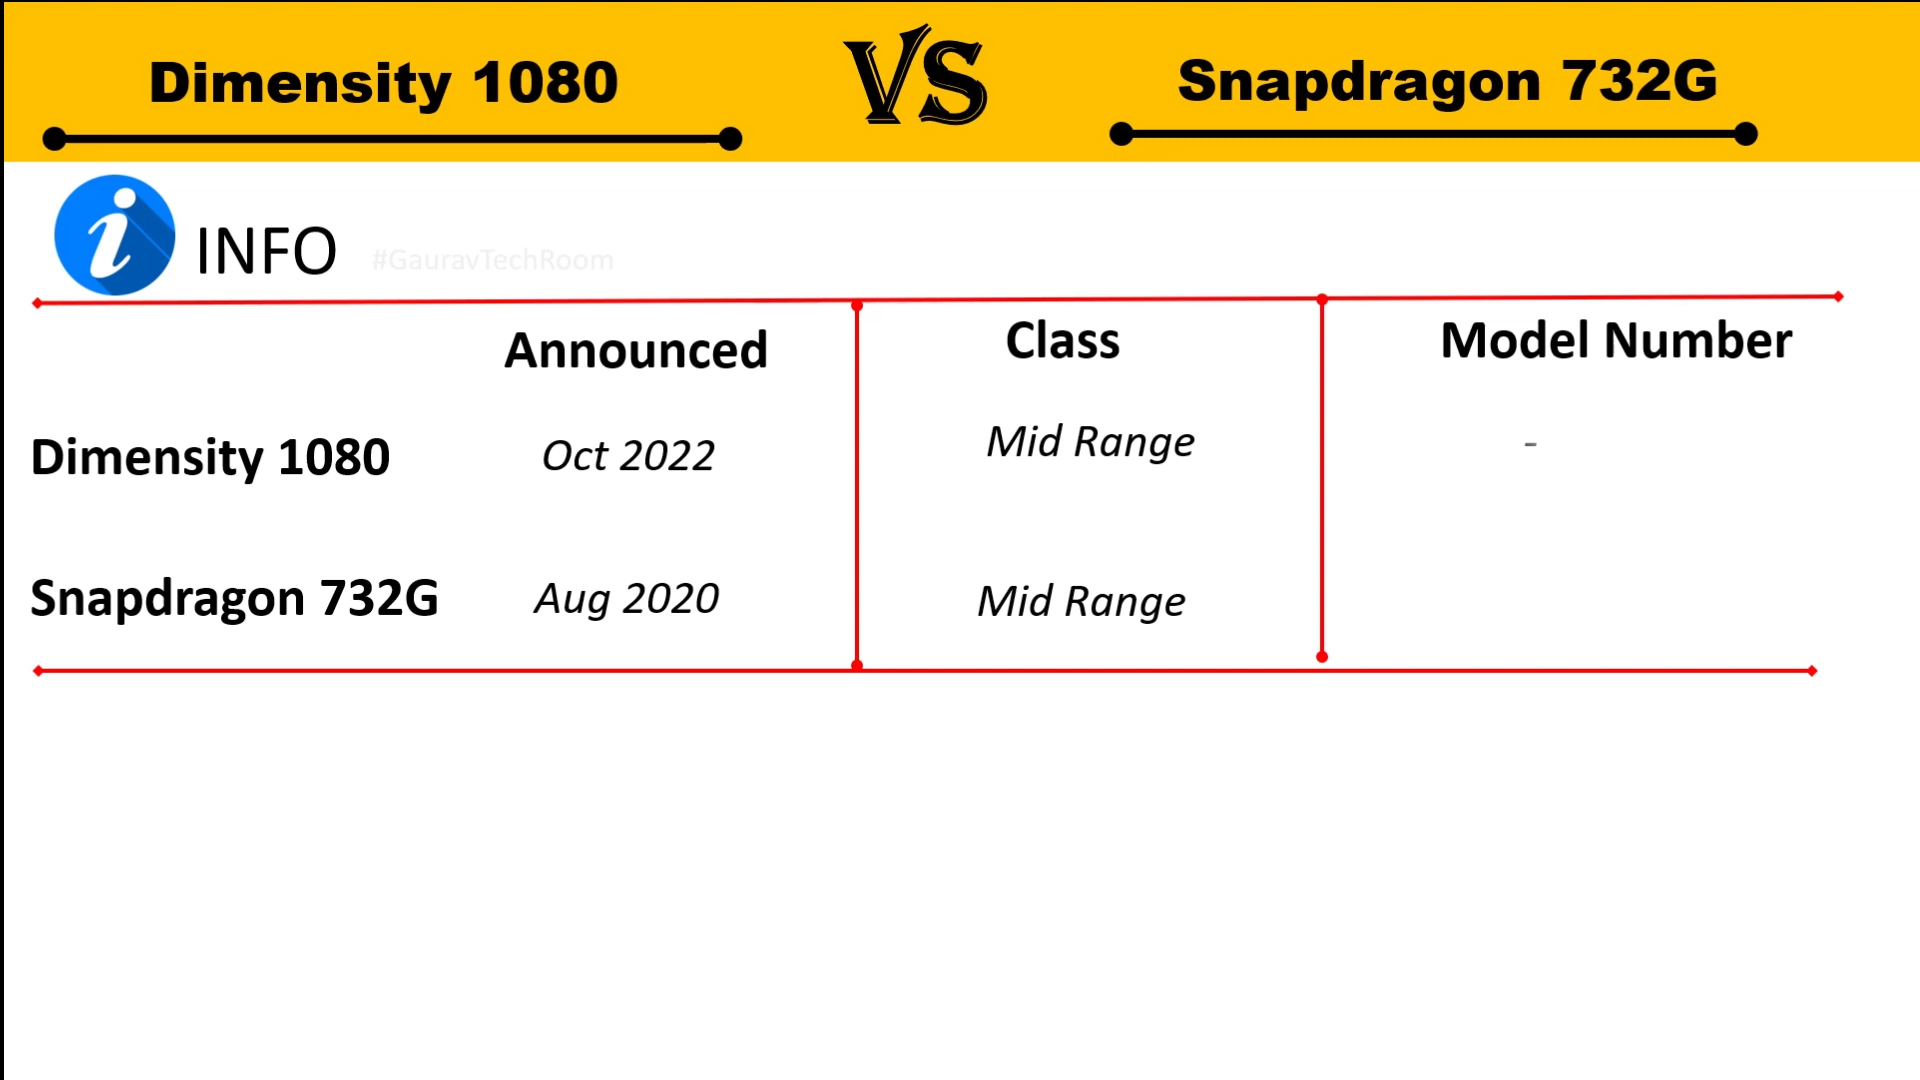 Dimensity 1080 VS Snapdragon 732G
INFO #GauravTechRoom
Announced Class Model Number
Dimensity 1080 Oct 2022 Mid Range -
Snapdragon 732G Aug 2020 Mid Range